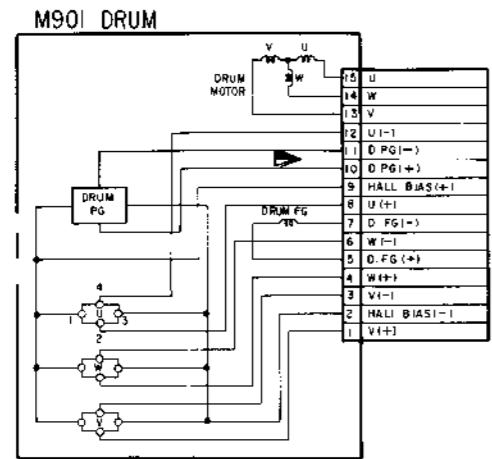 M901 DRUM
V U
W
DRUM
MOTOR
15 U
14 W
13 V
12 U(-)
11 D PG(-)
10 D PG(+)
9 HALL BIAS(+)
8 U(+)
7 D FG(-)
6 W(-)
5 D.FG(+)
4 W(+)
3 V(-)
2 HALL BIAS(-)
1 V(+)
DRUM
PG
DRUM FG
4
1 U 3
2
W
V